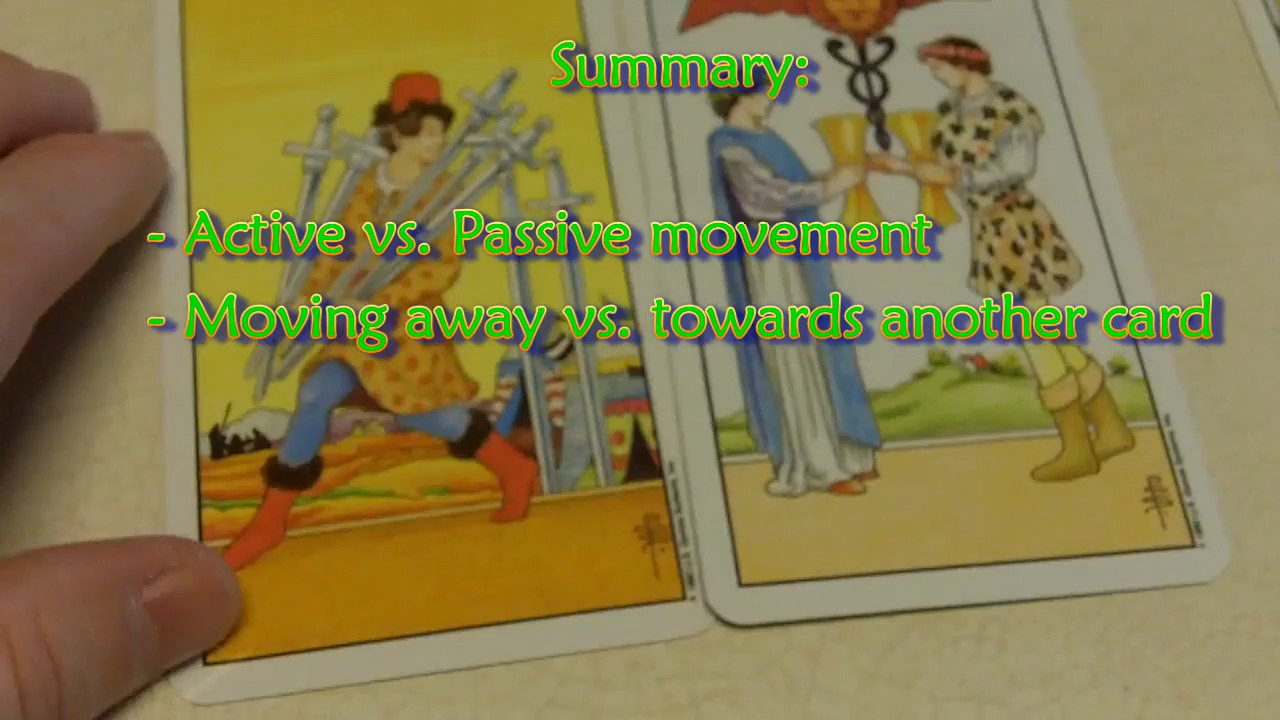 Summary:
- Active vs. Passive movement
- Moving away vs. towards another card